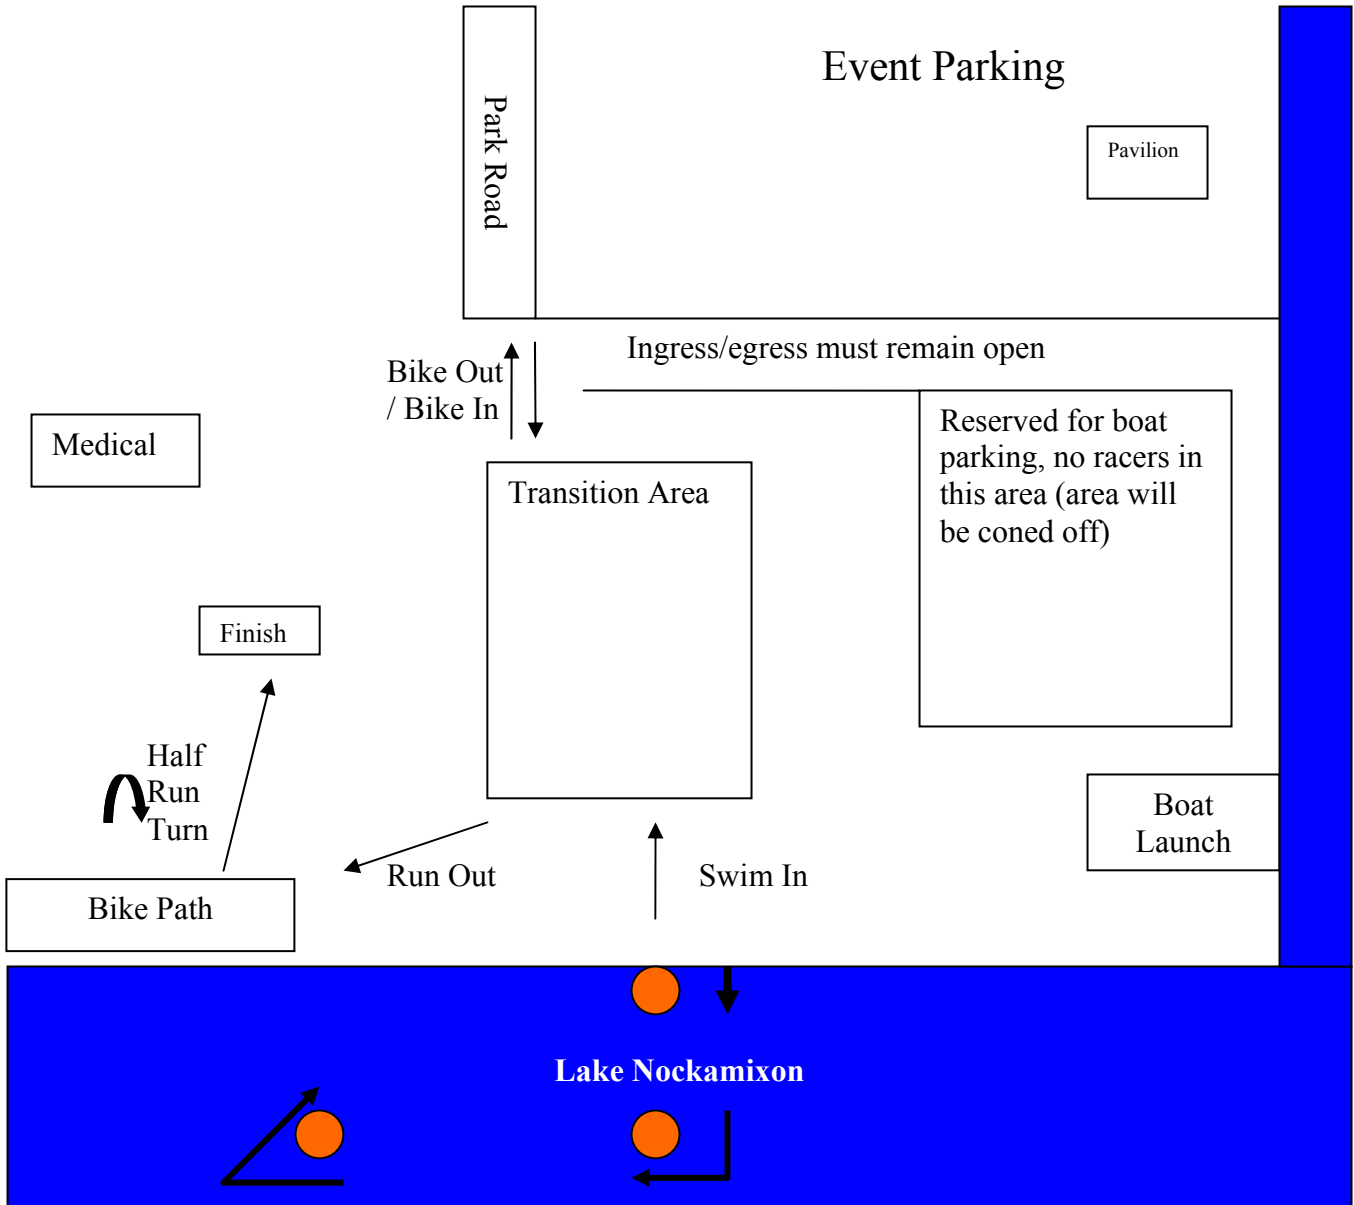 Event Parking
Park Road
Pavilion
Ingress/egress must remain open
Bike Out
/ Bike In
Medical
Transition Area
Reserved for boat
parking, no racers in
this area (area will
be coned off)
Finish
Half
Run
Turn
Boat
Launch
Run Out
Swim In
Bike Path
Lake Nockamixon